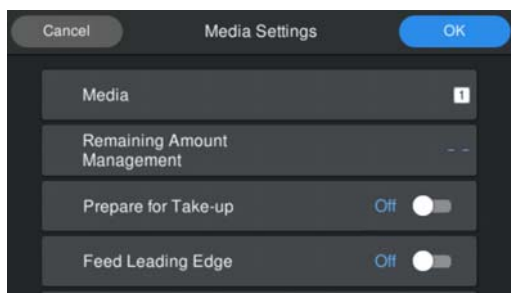 Cancel Media Settings OK
Media 1
Remaining Amount
Management - -
Prepare for Take-up Off
Feed Leading Edge Off